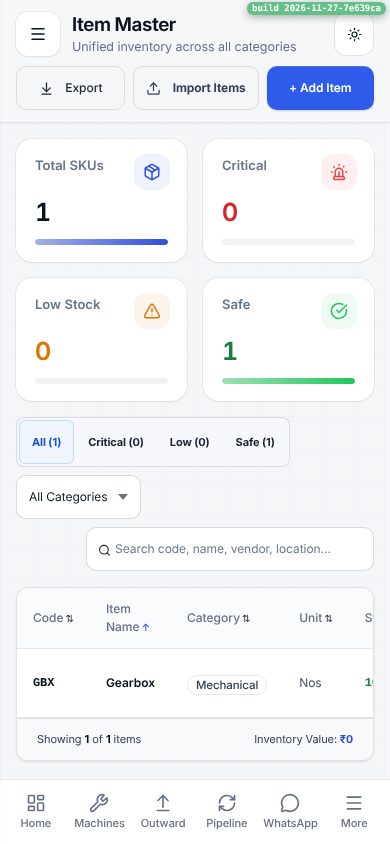 build 2026-11-27-7e639ca
Item Master
Unified inventory across all categories
Export
Import Items
+ Add Item
Total SKUs
1
Critical
0
Low Stock
0
Safe
1
All (1)
Critical (0)
Low (0)
Safe (1)
All Categories
Search code, name, vendor, location...
Code
Item Name
Category
Unit
GBX
Gearbox
Mechanical
Nos
Showing 1 of 1 items
Inventory Value: ₹0
Home
Machines
Outward
Pipeline
WhatsApp
More